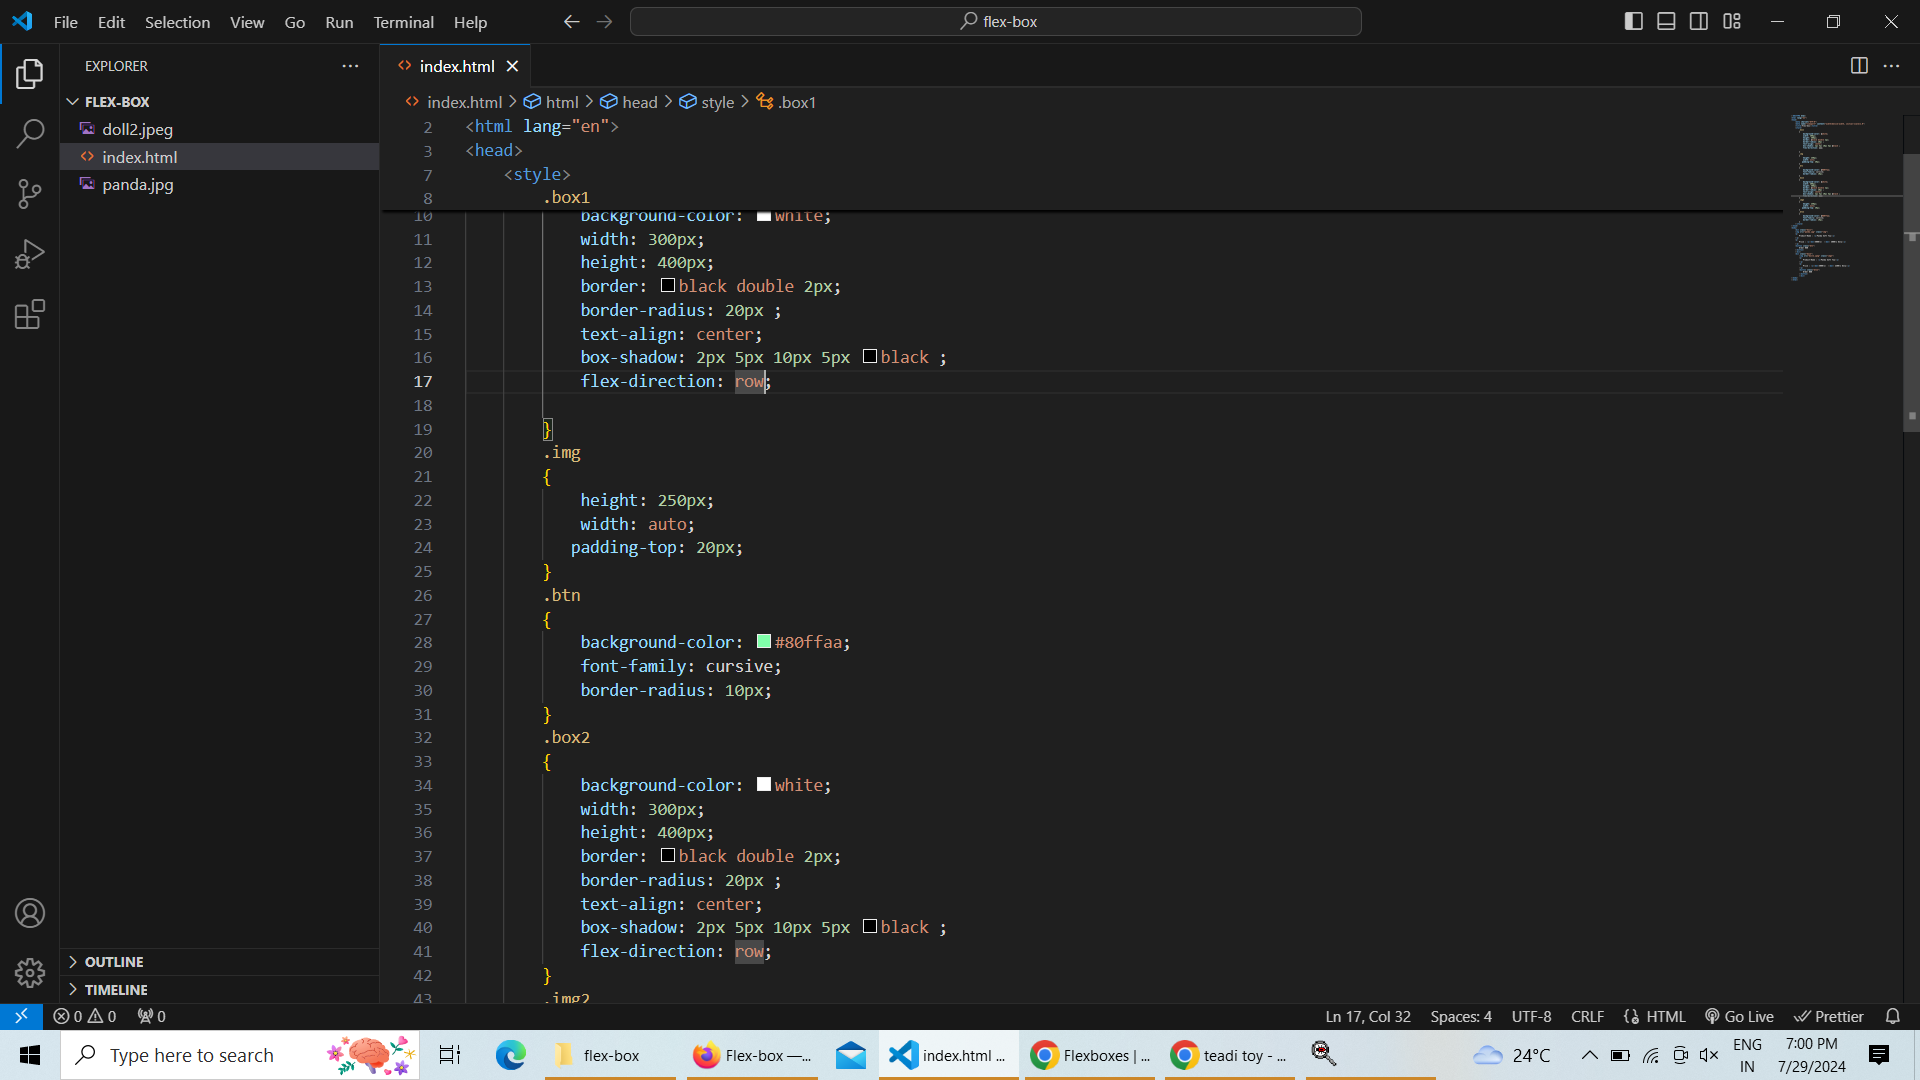 File Edit Selection View Go Run Terminal Help
flex-box
EXPLORER
FLEX-BOX
doll2.jpeg
index.html
panda.jpg
OUTLINE
TIMELINE
index.html
index.html > html > head > style > .box1
2 <html lang="en">
3 <head>
7 <style>
8 .box1
10 background-color: white;
11 width: 300px;
12 height: 400px;
13 border: black double 2px;
14 border-radius: 20px ;
15 text-align: center;
16 box-shadow: 2px 5px 10px 5px black ;
17 flex-direction: row;
18
19 }
20 .img
21 {
22 height: 250px;
23 width: auto;
24 padding-top: 20px;
25 }
26 .btn
27 {
28 background-color: #80ffaa;
29 font-family: cursive;
30 border-radius: 10px;
31 }
32 .box2
33 {
34 background-color: white;
35 width: 300px;
36 height: 400px;
37 border: black double 2px;
38 border-radius: 20px ;
39 text-align: center;
40 box-shadow: 2px 5px 10px 5px black ;
41 flex-direction: row;
42 }
43 .img2
0 0 0 Ln 17, Col 32 Spaces: 4 UTF-8 CRLF HTML Go Live Prettier
Type here to search flex-box Flex-box —... index.html ... Flexboxes | ... teadi toy - ... 24°C
ENG
IN
7:00 PM
7/29/2024